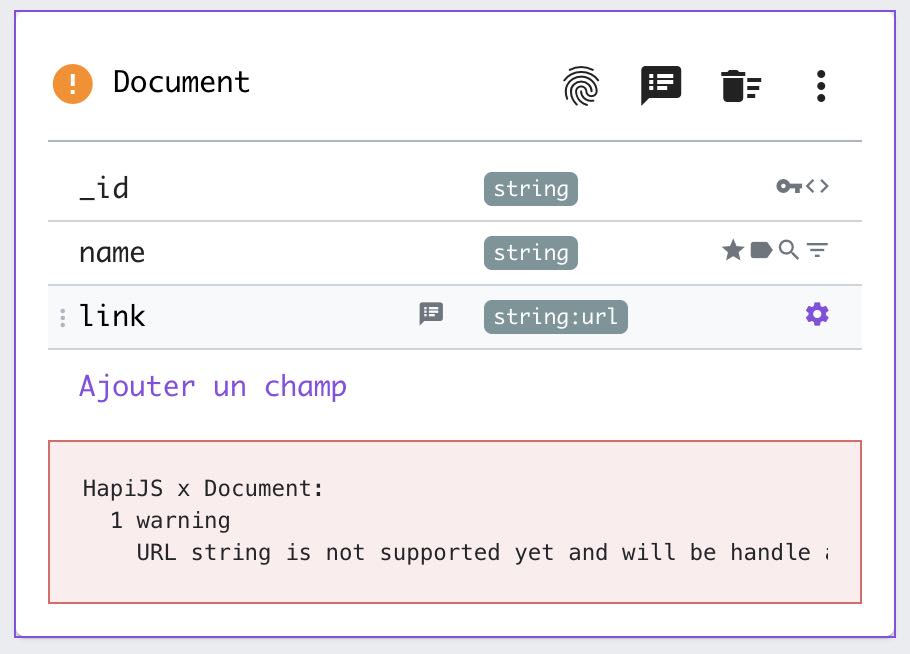 Document
_id string
name string
link string:url
Ajouter un champ
HapiJS x Document:
1 warning
URL string is not supported yet and will be handle